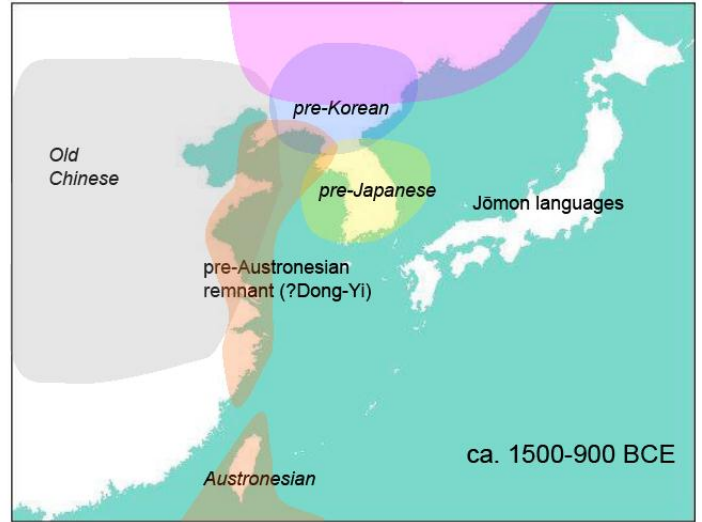 pre-Korean
Old
Chinese
pre-Japanese
Jōmon languages
pre-Austronesian
remnant (?Dong-Yi)
ca. 1500-900 BCE
Austronesian